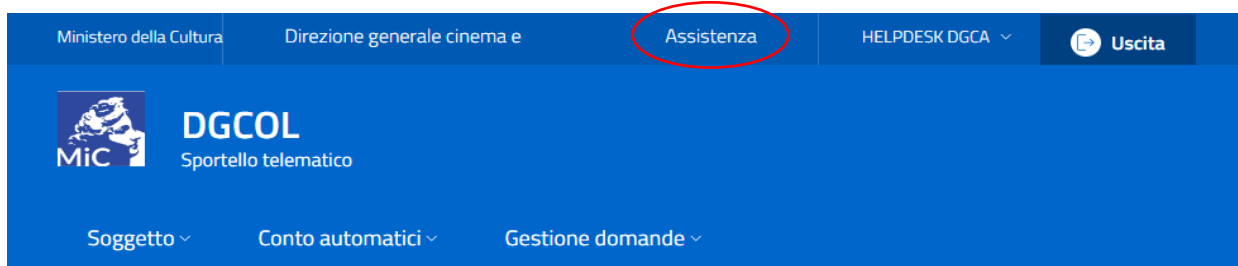 Ministero della Cultura Direzione generale cinema e Assistenza HELPDESK DGCA Uscita
MiC
DGCOL
Sportello telematico
Soggetto Conto automatici Gestione domande